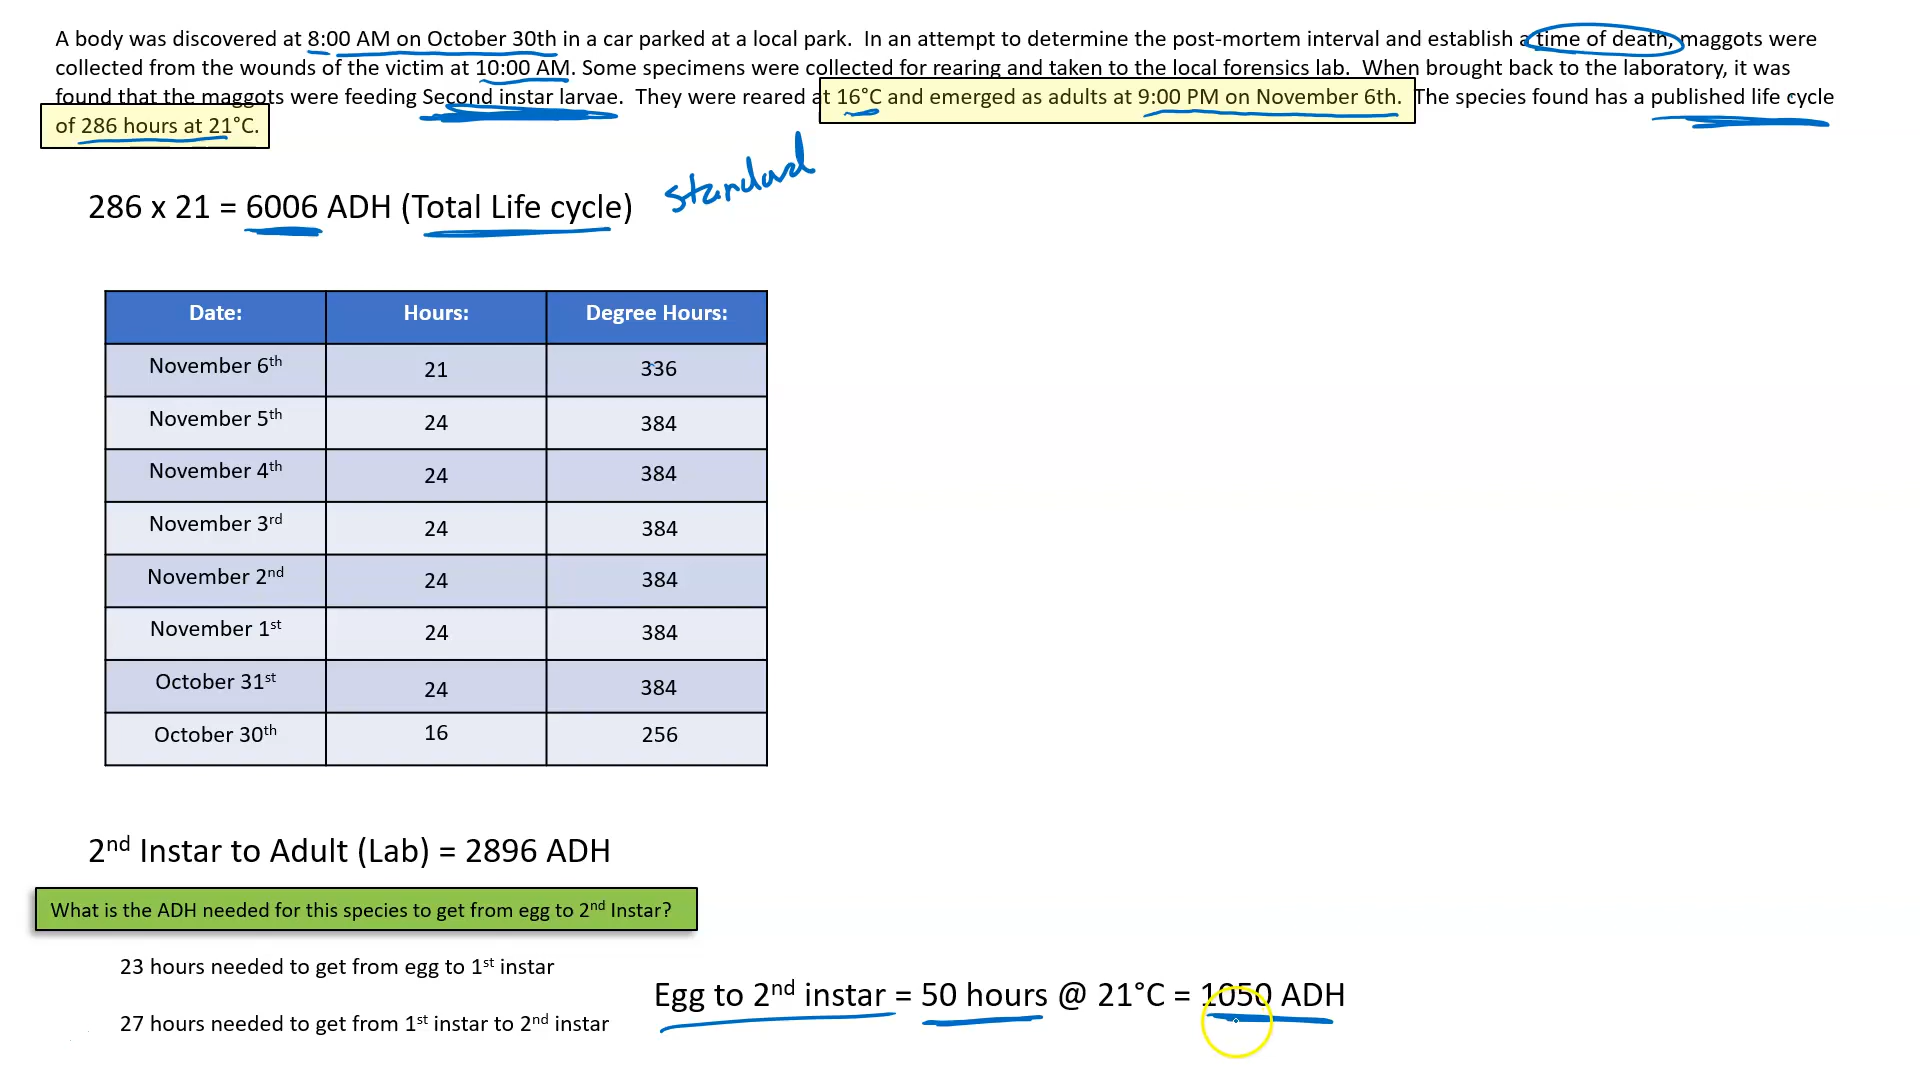 A body was discovered at 8:00 AM on October 30th in a car parked at a local park. In an attempt to determine the post-mortem interval and establish a time of death, maggots were
collected from the wounds of the victim at 10:00 AM. Some specimens were collected for rearing and taken to the local forensics lab. When brought back to the laboratory, it was
found that the maggots were feeding Second instar larvae. They were reared at 16°C and emerged as adults at 9:00 PM on November 6th. The species found has a published life cycle
of 286 hours at 21°C.
standard
286 x 21 = 6006 ADH (Total Life cycle)
Date: Hours: Degree Hours:
November 6th 21 336
November 5th 24 384
November 4th 24 384
November 3rd 24 384
November 2nd 24 384
November 1st 24 384
October 31st 24 384
October 30th 16 256
2nd Instar to Adult (Lab) = 2896 ADH
What is the ADH needed for this species to get from egg to 2nd Instar?
23 hours needed to get from egg to 1st instar
Egg to 2nd instar = 50 hours @ 21°C = 1050 ADH
27 hours needed to get from 1st instar to 2nd instar